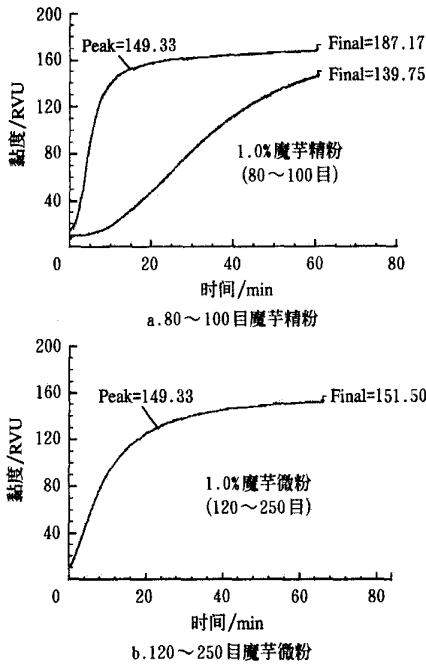 200
Peak=149.33
Final=187.17
160
Final=139.75
120
黏度/RVU
1.0%魔芋精粉
80
(80～100目)
40
0
20
40
60
80
时间/min
a.80～100目魔芋精粉
200
160
Peak=149.33
Final=151.50
120
黏度/RVU
1.0%魔芋微粉
80
(120～250目)
40
0
20
40
60
80
时间/min
b.120～250目魔芋微粉